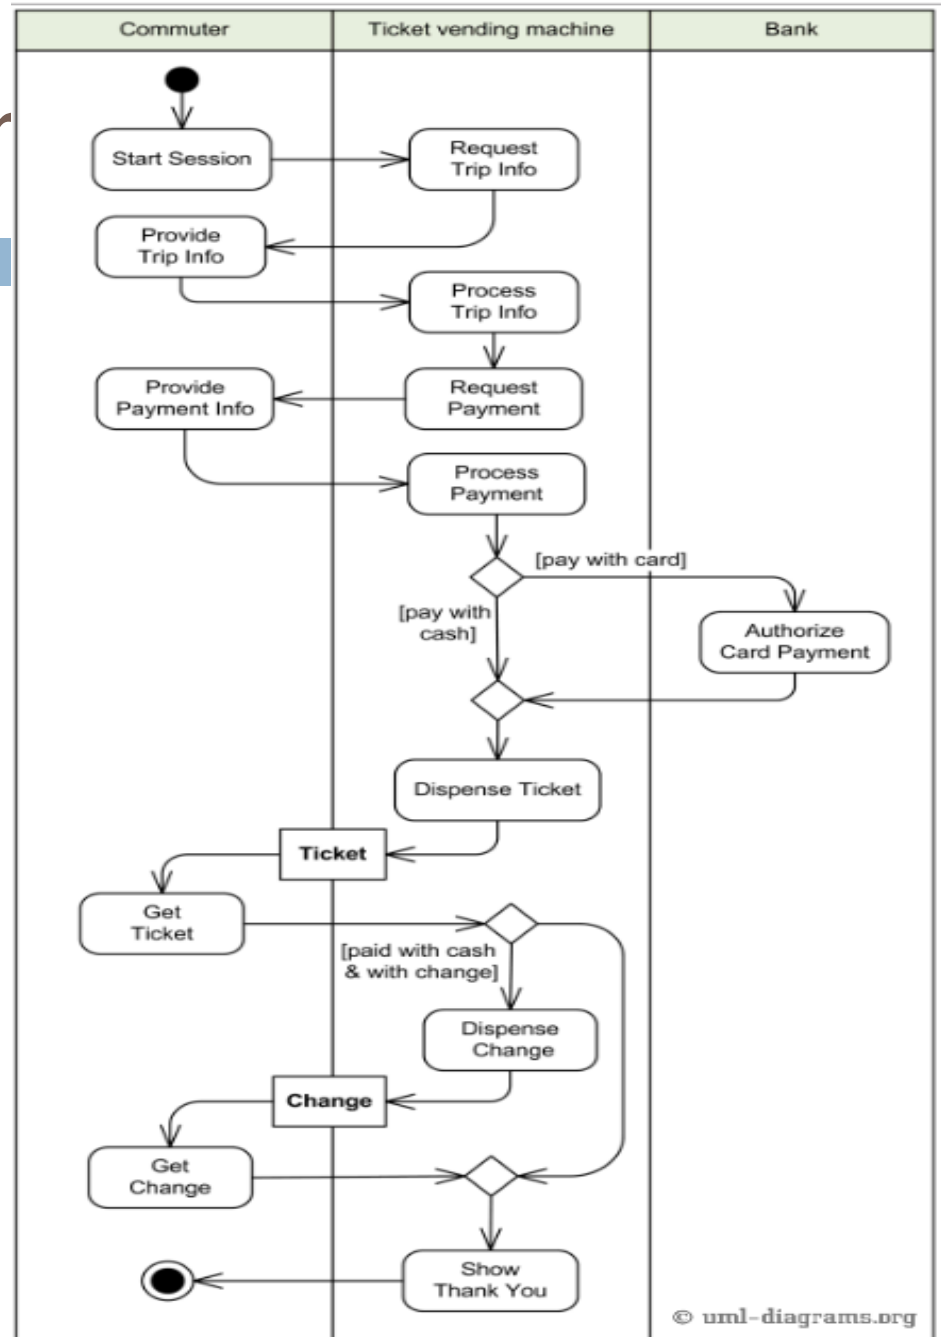 Commuter
Ticket vending machine
Bank
Start Session
Request
Trip Info
Provide
Trip Info
Process
Trip Info
Provide
Payment Info
Request
Payment
Process
Payment
[pay with card]
[pay with
cash]
Authorize
Card Payment
Dispense Ticket
Ticket
Get
Ticket
[paid with cash
& with change]
Dispense
Change
Change
Get
Change
Show
Thank You
© uml-diagrams.org